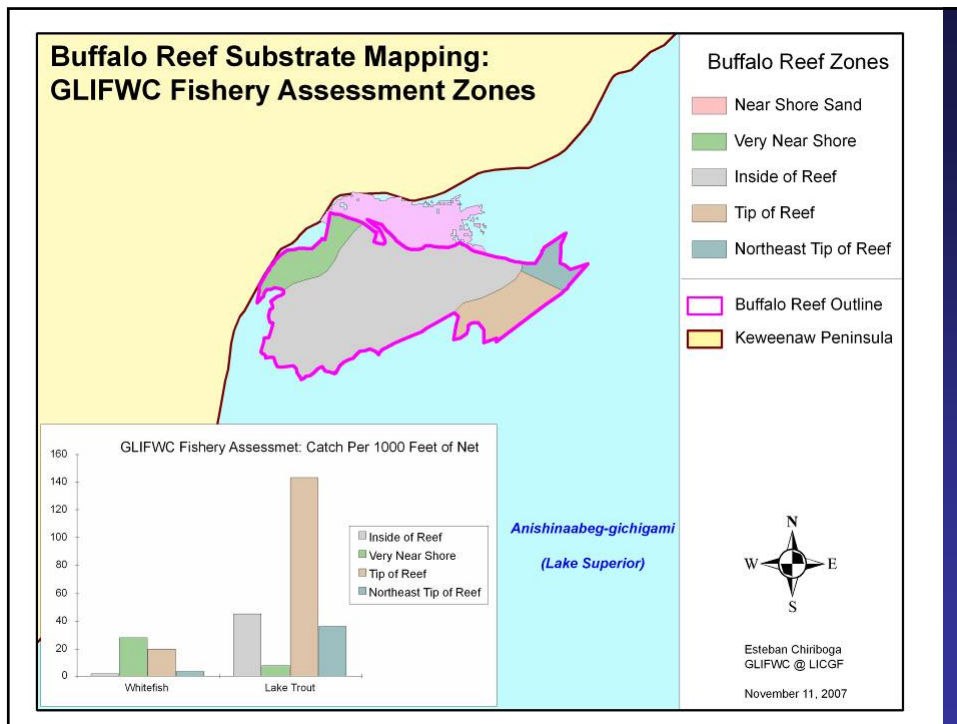 Buffalo Reef Substrate Mapping:
GLIFWC Fishery Assessment Zones
Buffalo Reef Zones
Near Shore Sand
Very Near Shore
Inside of Reef
Tip of Reef
Northeast Tip of Reef
Buffalo Reef Outline
Keweenaw Peninsula
GLIFWC Fishery Assessmet: Catch Per 1000 Feet of Net
160
140
120
100
80
60
40
20
0
Whitefish
Lake Trout
Inside of Reef
Very Near Shore
Tip of Reef
Northeast Tip of Reef
Anishinaabeg-gichigami
(Lake Superior)
N
W E
S
Esteban Chiriboga
GLIFWC @ LICGF
November 11, 2007